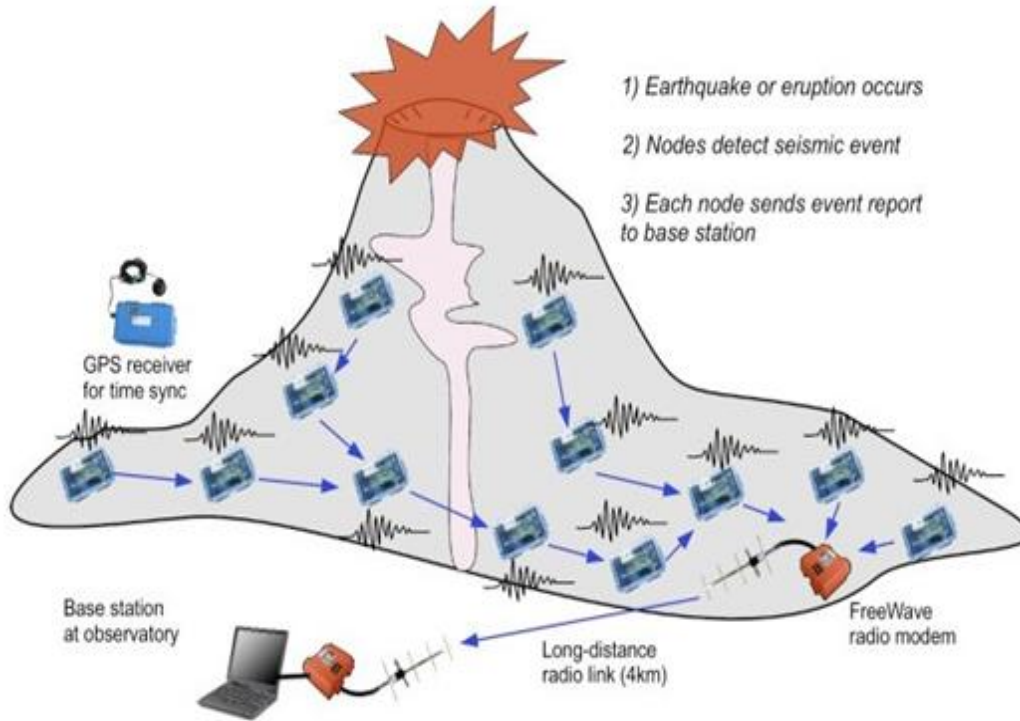 1) Earthquake or eruption occurs
2) Nodes detect seismic event
3) Each node sends event report
to base station
GPS receiver
for time sync
Base station
at observatory
Long-distance
radio link (4km)
FreeWave
radio modem